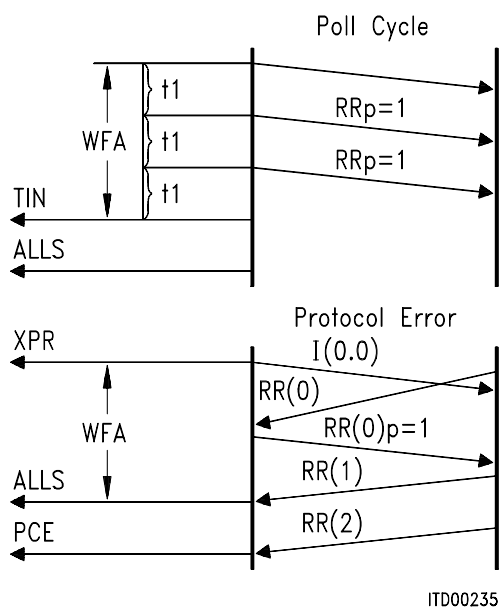 Poll Cycle
t1
RRp=1
WFA
t1
RRp=1
t1
TIN
ALLS
Protocol Error
XPR
I(0.0)
RR(0)
WFA
RR(0)p=1
RR(1)
ALLS
RR(2)
PCE
ITD00235